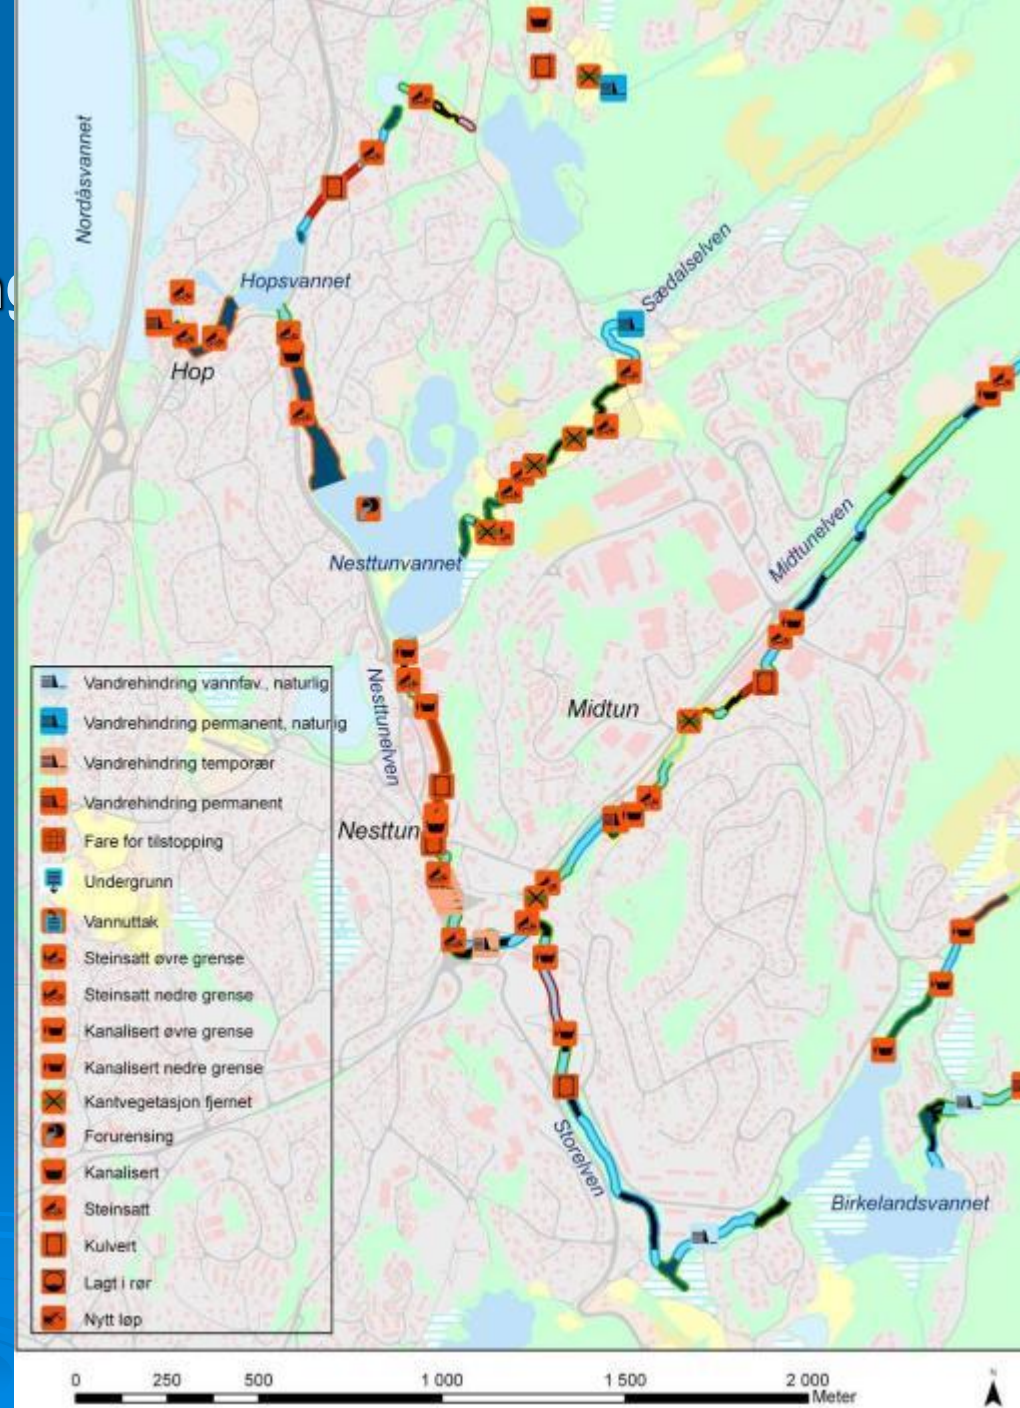 Nordåsvannet
Hopsvannet
Sædalselven
Hop
Nesttunvannet
Midtunelven
Nesttunelven
Midtun
Nesttun
Storelven
Birkelandsvannet
Vandrehindring vannføv., naturlig
Vandrehindring permanent, naturlig
Vandrehindring temporær
Vandrehindring permanent
Fare for tilstopping
Undergrunn
Vannuttak
Steinsatt øvre grense
Steinsatt nedre grense
Kanalisert øvre grense
Kanalisert nedre grense
Kantvegetasjon fjernet
Forurensing
Kanalisert
Steinsatt
Kulvert
Lagt i rør
Nytt løp
0 250 500 1 000 1 500 2 000
Meter
N